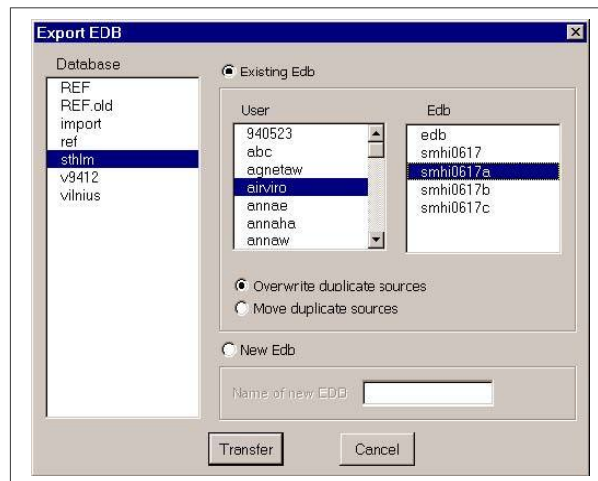 Export EDB
Database
REF
REF.old
import
ref
sthlm
v9412
vilnius
Existing Edb
User
940523
abc
agnetaw
airviro
annae
annaha
annaw
Edb
edb
smhi0617
smhi0617a
smhi0617b
smhi0617c
Overwrite duplicate sources
Move duplicate sources
New Edb
Name of new EDB
Transfer
Cancel